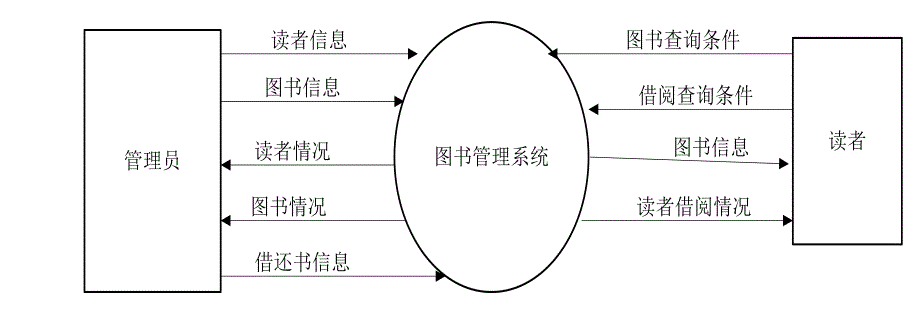 管理员
读者信息
图书信息
读者情况
图书情况
借还书信息
图书管理系统
图书查询条件
借阅查询条件
图书信息
读者借阅情况
读者